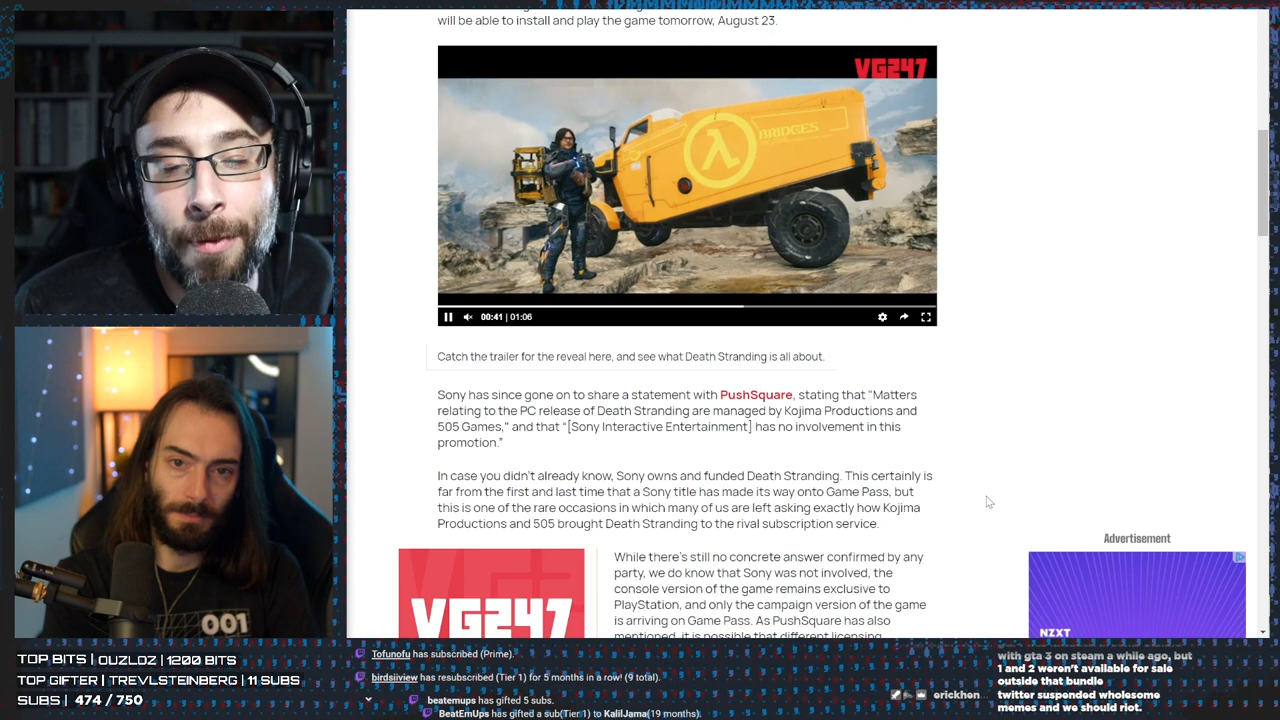 will be able to install and play the game tomorrow, August 23.
VG247
BRIDGES
00:41 | 01:06
Catch the trailer for the reveal here, and see what Death Stranding is all about.
Sony has since gone on to share a statement with PushSquare, stating that "Matters
relating to the PC release of Death Stranding are managed by Kojima Productions and
505 Games," and that “[Sony Interactive Entertainment] has no involvement in this
promotion.”
In case you didn't already know, Sony owns and funded Death Stranding. This certainly is
far from the first and last time that a Sony title has made its way onto Game Pass, but
this is one of the rare occasions in which many of us are left asking exactly how Kojima
Productions and 505 brought Death Stranding to the rival subscription service.
Advertisement
While there's still no concrete answer confirmed by any
party, we do know that Sony was not involved, the
console version of the game remains exclusive to
PlayStation, and only the campaign version of the game
is arriving on Game Pass. As PushSquare has also
mentioned, it is possible that different licensing
VG247
NZXT
001
TOP BITS | OUZLOZ | 1200 BITS
TOP GIFTER | TREVLSTEINBERG | 11 SUBS
SUBS | 474 / 750
Tofunofu has subscribed (Prime).
birdsiiview has resubscribed (Tier 1) for 5 months in a row! (9 total).
beatemups has gifted 5 subs.
BeatEmUps has gifted a sub(Tier 1) to KalilJama(19 months).
with gta 3 on steam a while ago, but
1 and 2 weren't available for sale
outside that bundle
erickhen...
twitter suspended wholesome
memes and we should riot.